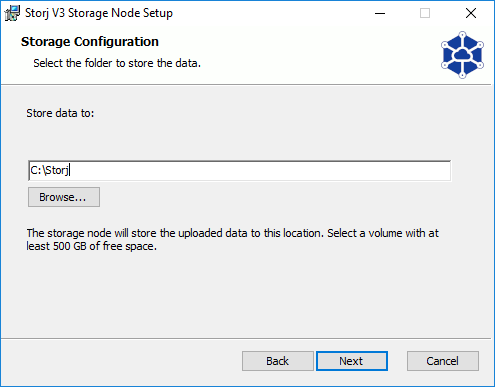 Storj V3 Storage Node Setup
Storage Configuration
Select the folder to store the data.
Store data to:
C:\Storj
Browse...
The storage node will store the uploaded data to this location. Select a volume with at
least 500 GB of free space.
Back Next Cancel